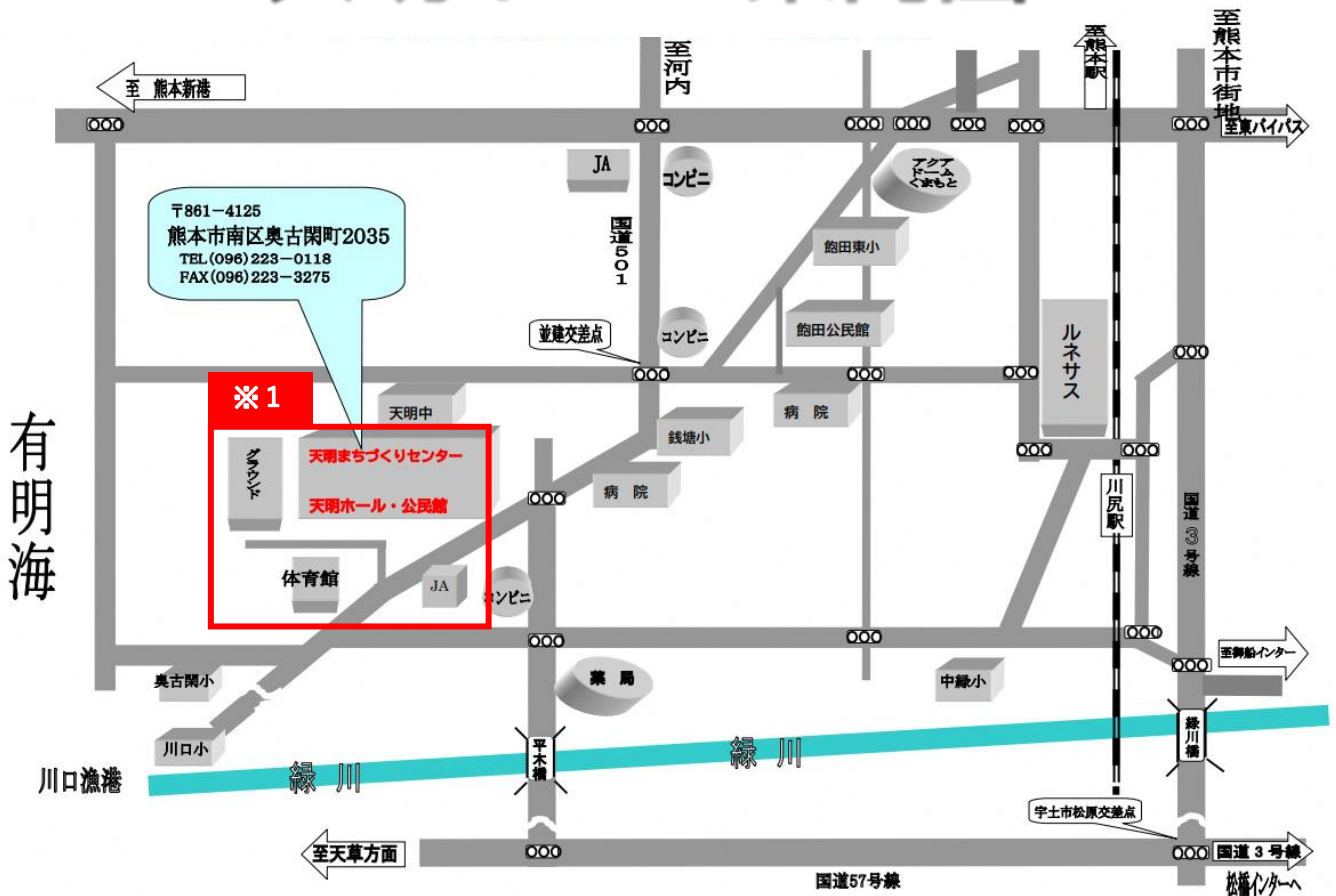 至河内
至熊本駅
至熊本市街地
至 熊本新港
至東バイパス
JA
コンビニ
アクア
ドーム
くまもと
〒861−4125
熊本市南区奥古閑町2035
TEL(096)223−0118
FAX(096)223−3275
国道501
飽田東小
飽田公民館
並建交差点
コンビニ
ルネサス
※1
天明中
病 院
銭塘小
有明海
グラウンド
天明まちづくりセンター
天明ホール・公民館
病 院
川尻駅
国道3号線
体育館
JA
コンビニ
至御船インター
奥古閑小
薬 局
中緑小
川口小
平木橋
緑川橋
川口漁港
緑 川
緑 川
宇土市松原交差点
至天草方面
国道3号線
国道57号線
松橋インターへ